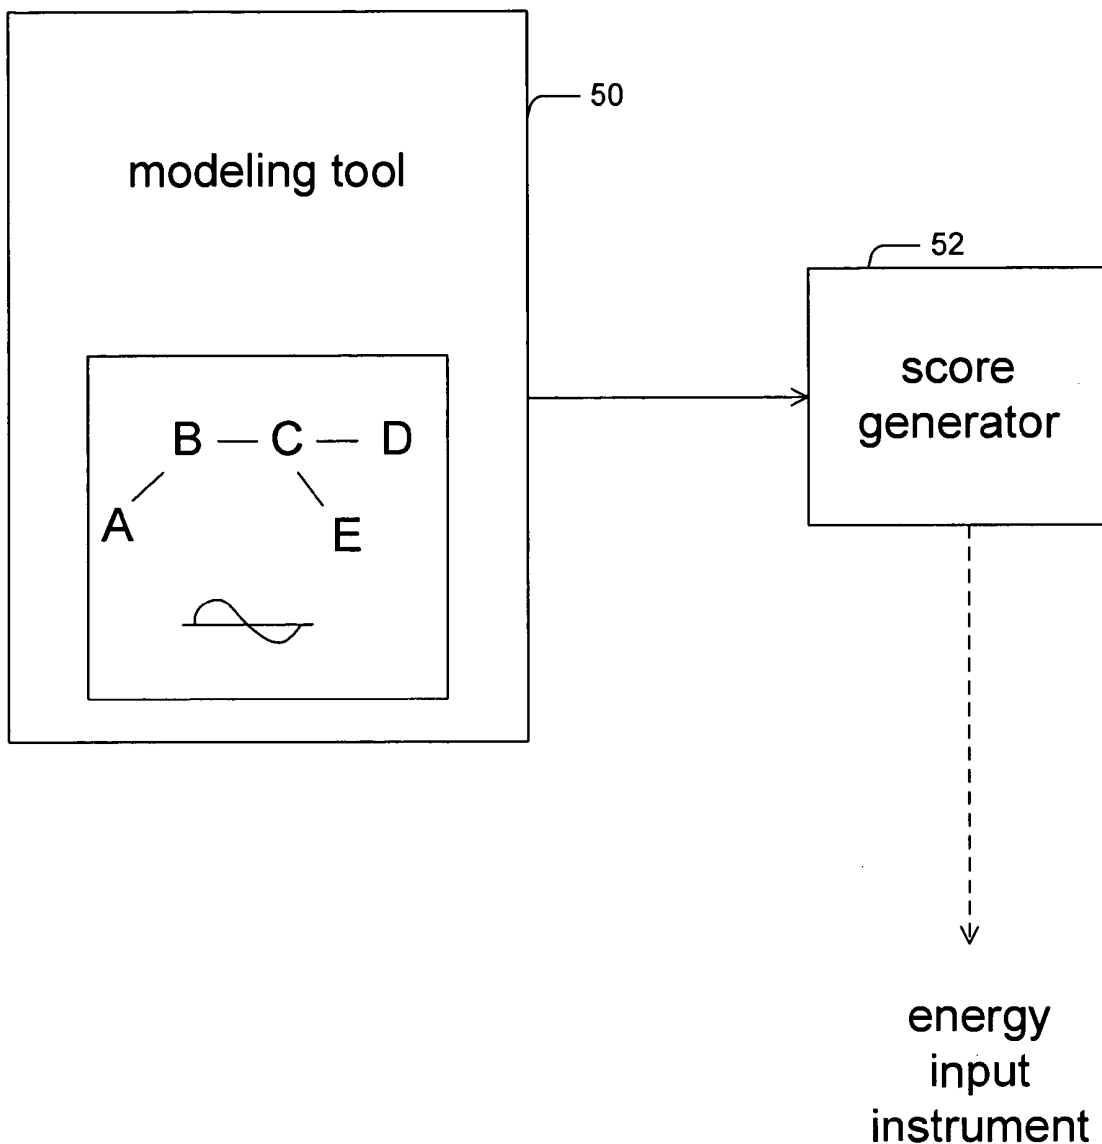 50
modeling tool
52
score
generator
B — C — D
A
E
energy
input
instrument